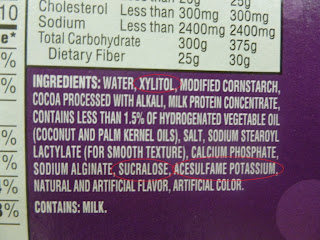 20g 25g
10 Cholesterol Less than 300mg 300mg
Sodium Less than 2400mg 2400mg
e* Total Carbohydrate 300g 375g
% Dietary Fiber 25g 30g
INGREDIENTS: WATER, XYLITOL, MODIFIED CORNSTARCH,
COCOA PROCESSED WITH ALKALI, MILK PROTEIN CONCENTRATE,
CONTAINS LESS THAN 1.5% OF HYDROGENATED VEGETABLE OIL
(COCONUT AND PALM KERNEL OILS), SALT, SODIUM STEAROYL
LACTYLATE (FOR SMOOTH TEXTURE), CALCIUM PHOSPHATE,
SODIUM ALGINATE, SUCRALOSE, ACESULFAME POTASSIUM,
NATURAL AND ARTIFICIAL FLAVOR, ARTIFICIAL COLOR.
CONTAINS: MILK.